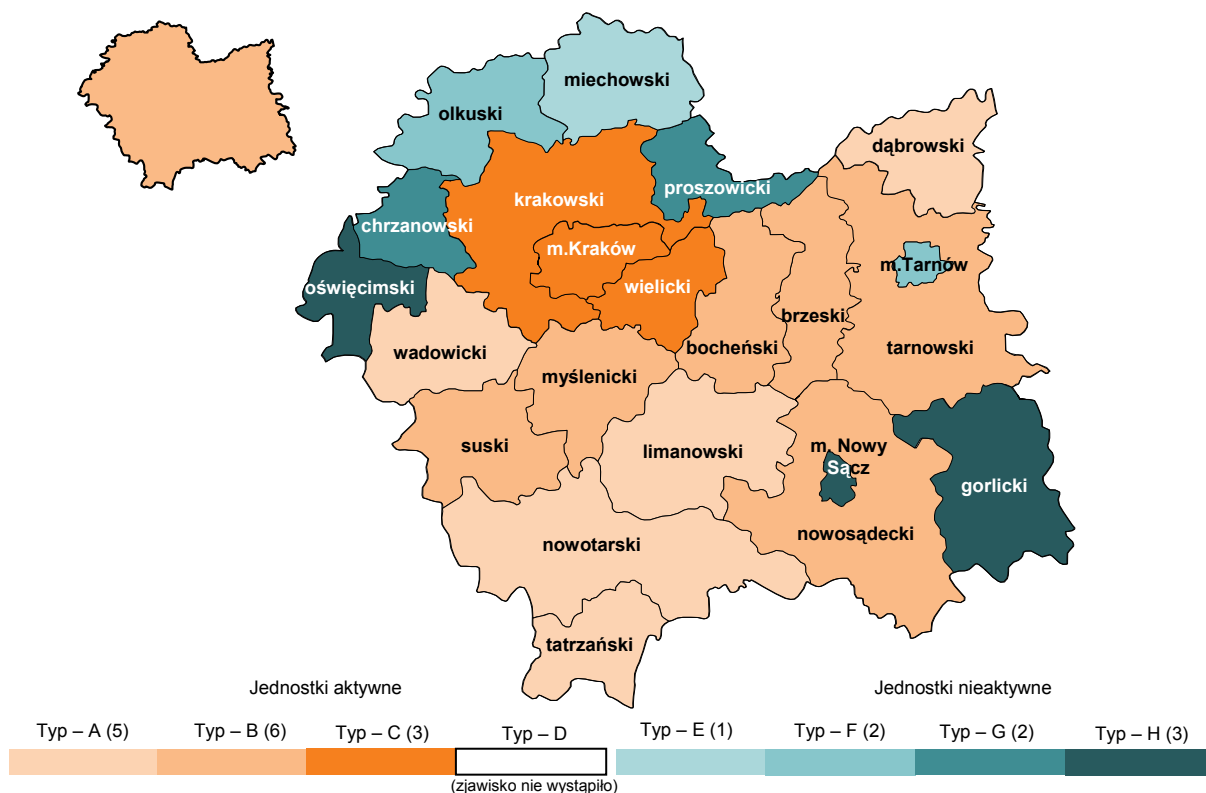 miechowski
olkuski
dąbrowski
proszowicki
krakowski
chrzanowski
m.Kraków
m.Tarnów
oświęcimski
wielicki
brzeski
wadowicki
bocheński
tarnowski
myślenicki
suski
limanowski
m. Nowy
Sącz
gorlicki
nowosądecki
nowotarski
tatrzański
Jednostki aktywne
Jednostki nieaktywne
Typ – A (5)
Typ – B (6)
Typ – C (3)
Typ – D
Typ – E (1)
Typ – F (2)
Typ – G (2)
Typ – H (3)
(zjawisko nie wystąpiło)